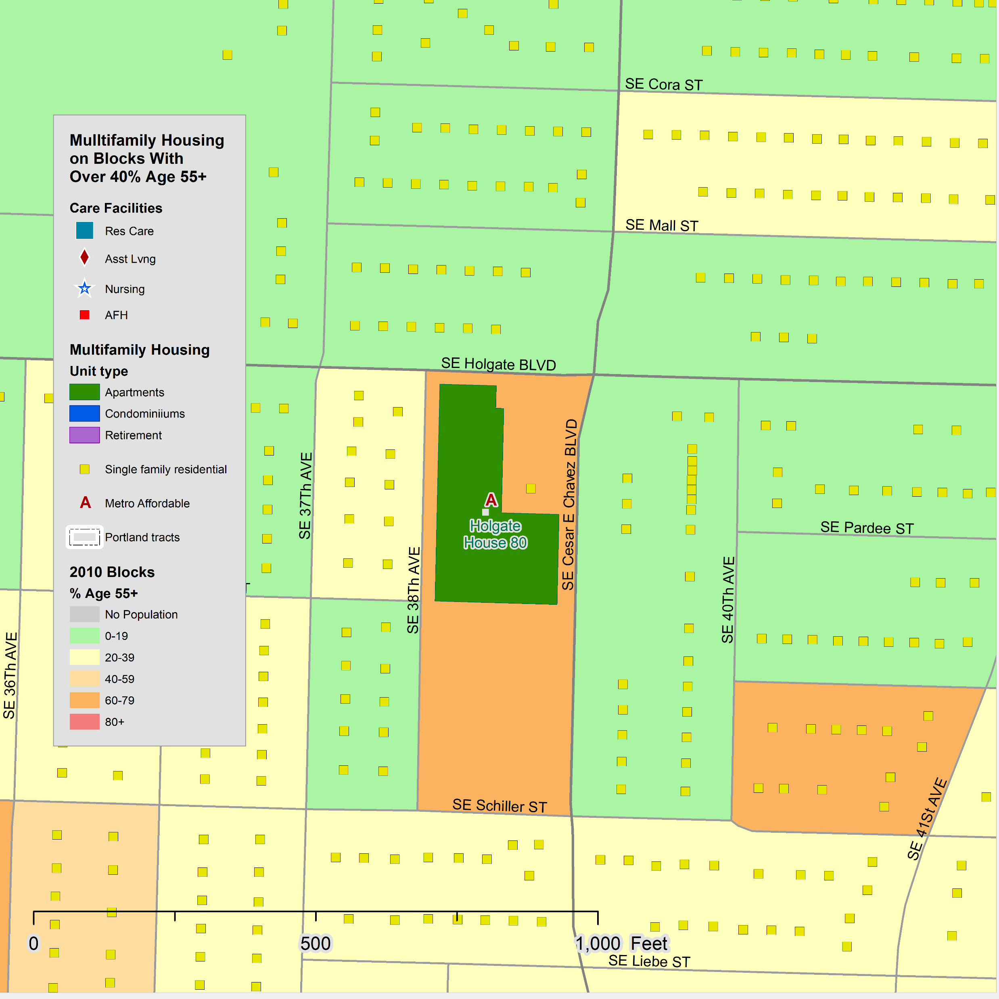 SE Cora ST
Mulltifamily Housing
on Blocks With
Over 40% Age 55+
Care Facilities
Res Care
Asst Lvng
Nursing
AFH
Multifamily Housing
Unit type
Apartments
Condominiiums
Retirement
Single family residential
A Metro Affordable
Portland tracts
2010 Blocks
% Age 55+
No Population
0-19
20-39
40-59
60-79
80+
SE Mall ST
SE Holgate BLVD
SE 37Th AVE
SE Cesar E Chavez BLVD
A
Holgate
House 80
SE 38Th AVE
SE Pardee ST
SE 40Th AVE
SE 36Th AVE
SE Schiller ST
SE 41St AVE
0 500 1,000 Feet
SE Liebe ST